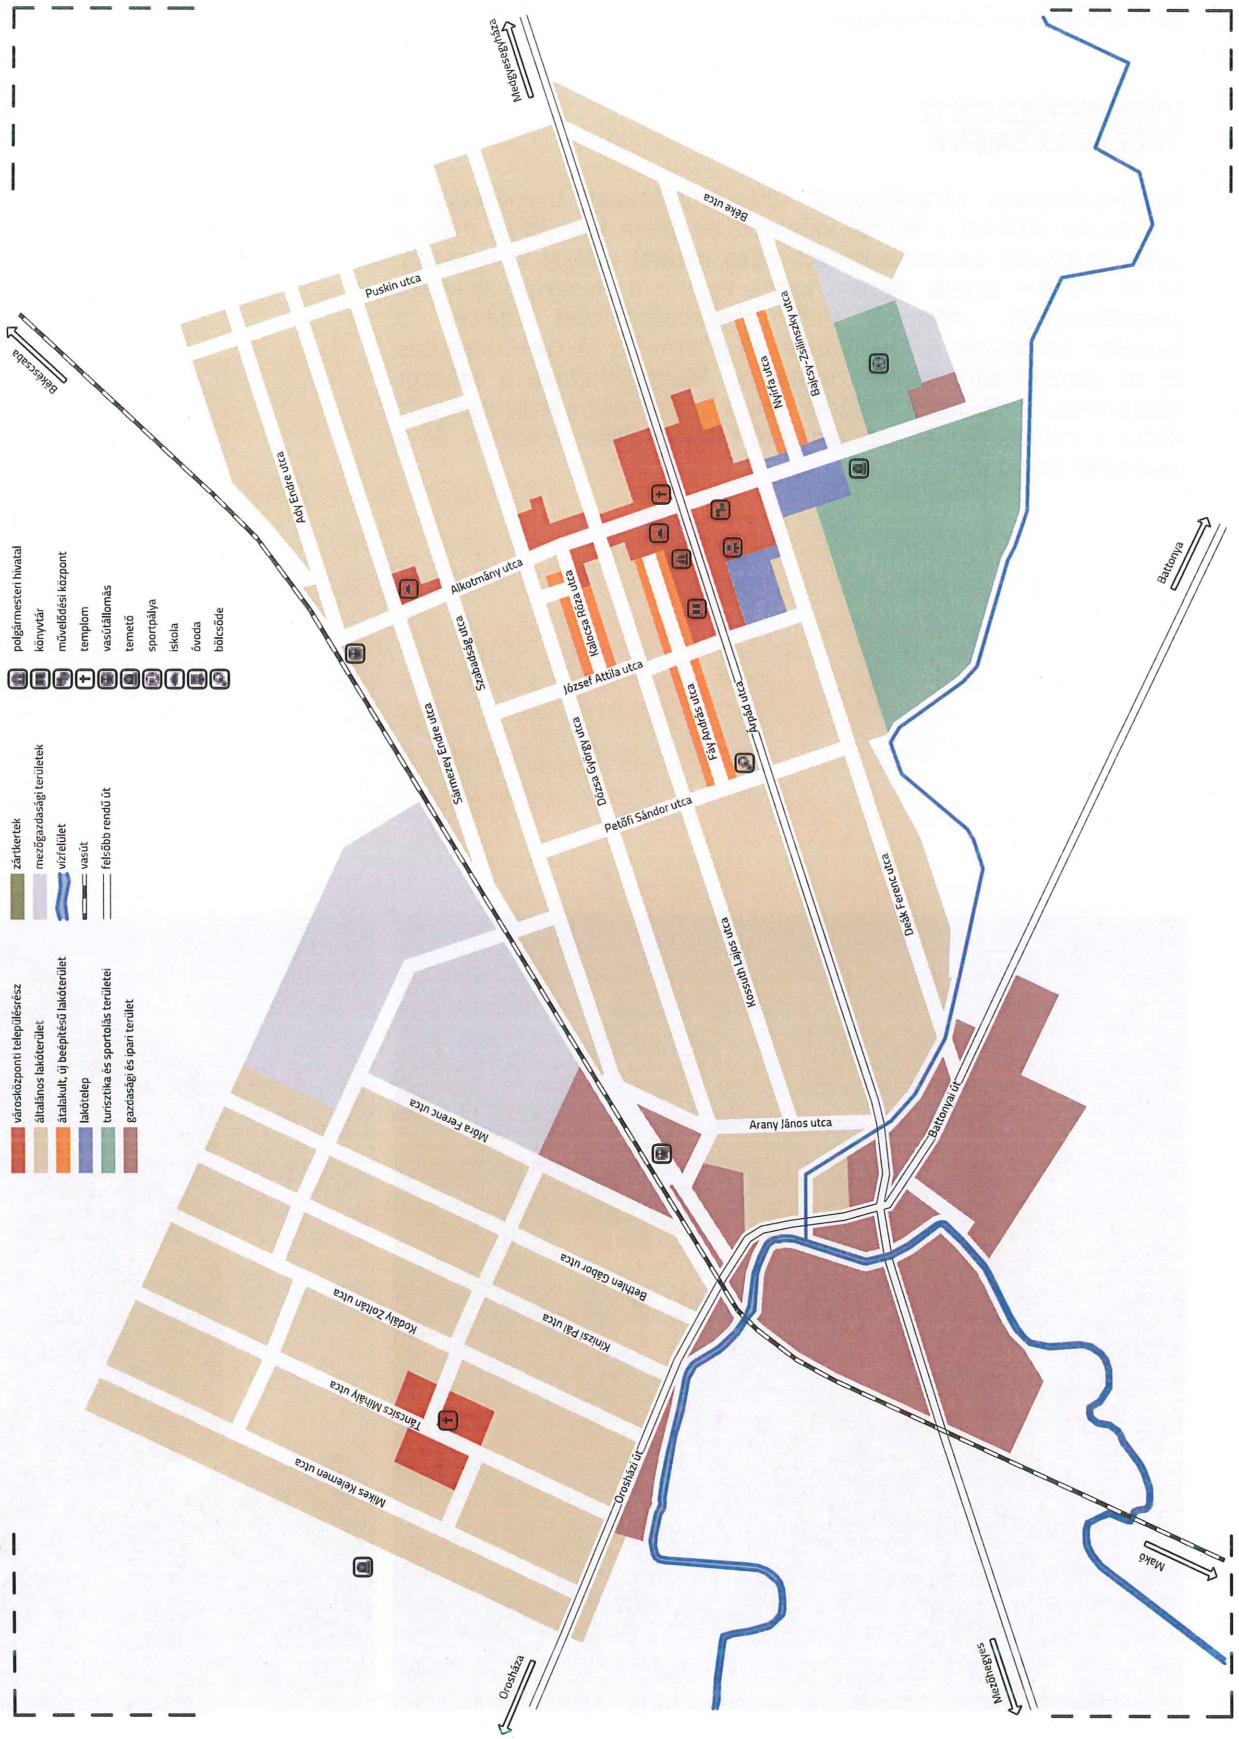 városközponti településrész
általános lakóterület
átalakult, új beépítésű lakóterület
lakótelep
turisztika és sportolás területei
gazdasági és ipari terület
zártkertek
mezőgazdasági területek
vízfelület
vasút
felsőbb rendű út
polgármesteri hivatal
könyvtár
művelődési központ
templom
vasútállomás
temető
sportpálya
iskola
óvoda
bölcsőde
Békéscsaba
Medgyesegyháza
Battonya
Makó
Mezőhegyes
Orosháza
Puskin utca
Béke utca
Ady Endre utca
Nyírfa utca
Bajcsy-Zsilinszky utca
Alkotmány utca
Kalocsa Róza utca
Szabadság utca
József Attila utca
Sármezey Endre utca
Dózsa György utca
Fáy András utca
Árpád utca
Petőfi Sándor utca
Deák Ferenc utca
Kossuth Lajos utca
Arany János utca
Battonyai út
Móra Ferenc utca
Bethlen Gábor utca
Kinizsi Pál utca
Kodály Zoltán utca
Táncsics Mihály utca
Mikes Kelemen utca
Orosházi út